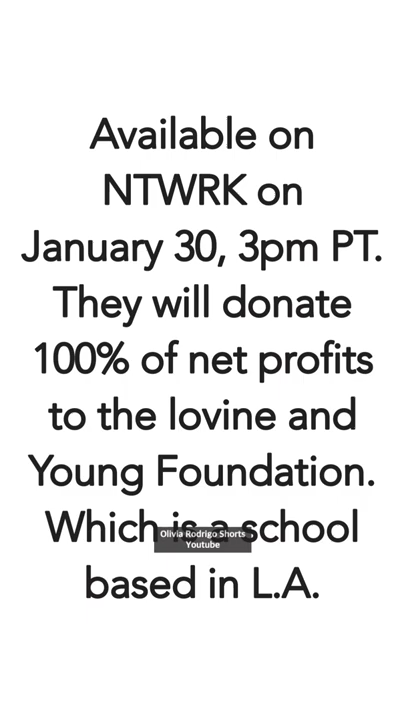 Available on
NTWRK on
January 30, 3pm PT.
They will donate
100% of net profits
to the Iovine and
Young Foundation.
Which is a school
Olivia Rodrigo Shorts
Youtube
based in L.A.